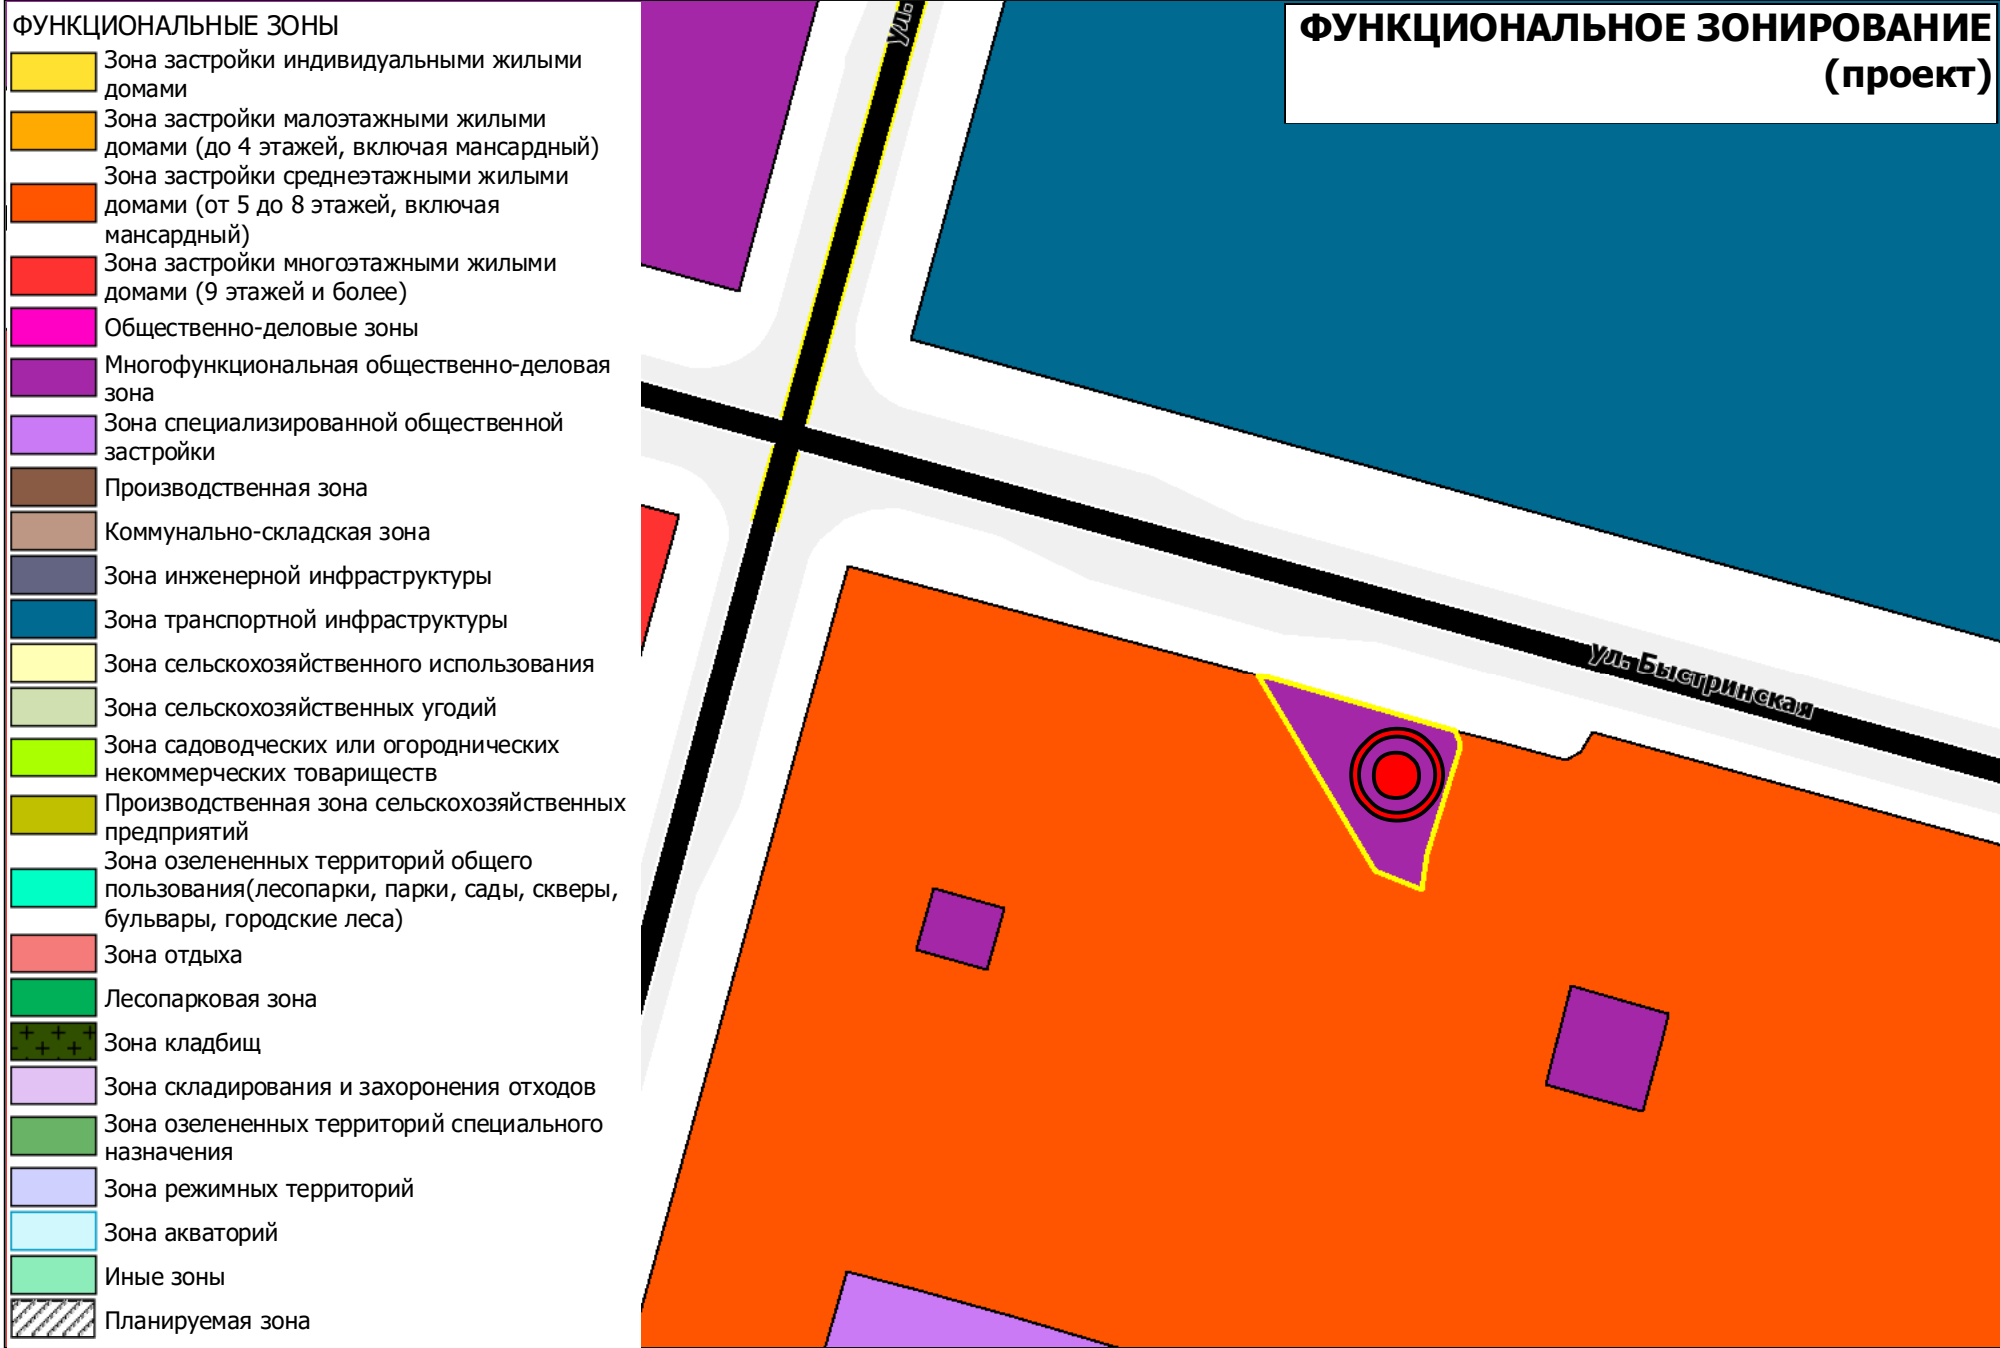 ФУНКЦИОНАЛЬНЫЕ ЗОНЫ
Зона застройки индивидуальными жилыми
домами
Зона застройки малоэтажными жилыми
домами (до 4 этажей, включая мансардный)
Зона застройки среднеэтажными жилыми
домами (от 5 до 8 этажей, включая
мансардный)
Зона застройки многоэтажными жилыми
домами (9 этажей и более)
Общественно-деловые зоны
Многофункциональная общественно-деловая
зона
Зона специализированной общественной
застройки
Производственная зона
Коммунально-складская зона
Зона инженерной инфраструктуры
Зона транспортной инфраструктуры
Зона сельскохозяйственного использования
Зона сельскохозяйственных угодий
Зона садоводческих или огороднических
некоммерческих товариществ
Производственная зона сельскохозяйственных
предприятий
Зона озелененных территорий общего
пользования(лесопарки, парки, сады, скверы,
бульвары, городские леса)
Зона отдыха
Лесопарковая зона
Зона кладбищ
Зона складирования и захоронения отходов
Зона озелененных территорий специального
назначения
Зона режимных территорий
Зона акваторий
Иные зоны
Планируемая зона
ФУНКЦИОНАЛЬНОЕ ЗОНИРОВАНИЕ
(проект)
ул.
ул. Быстринская